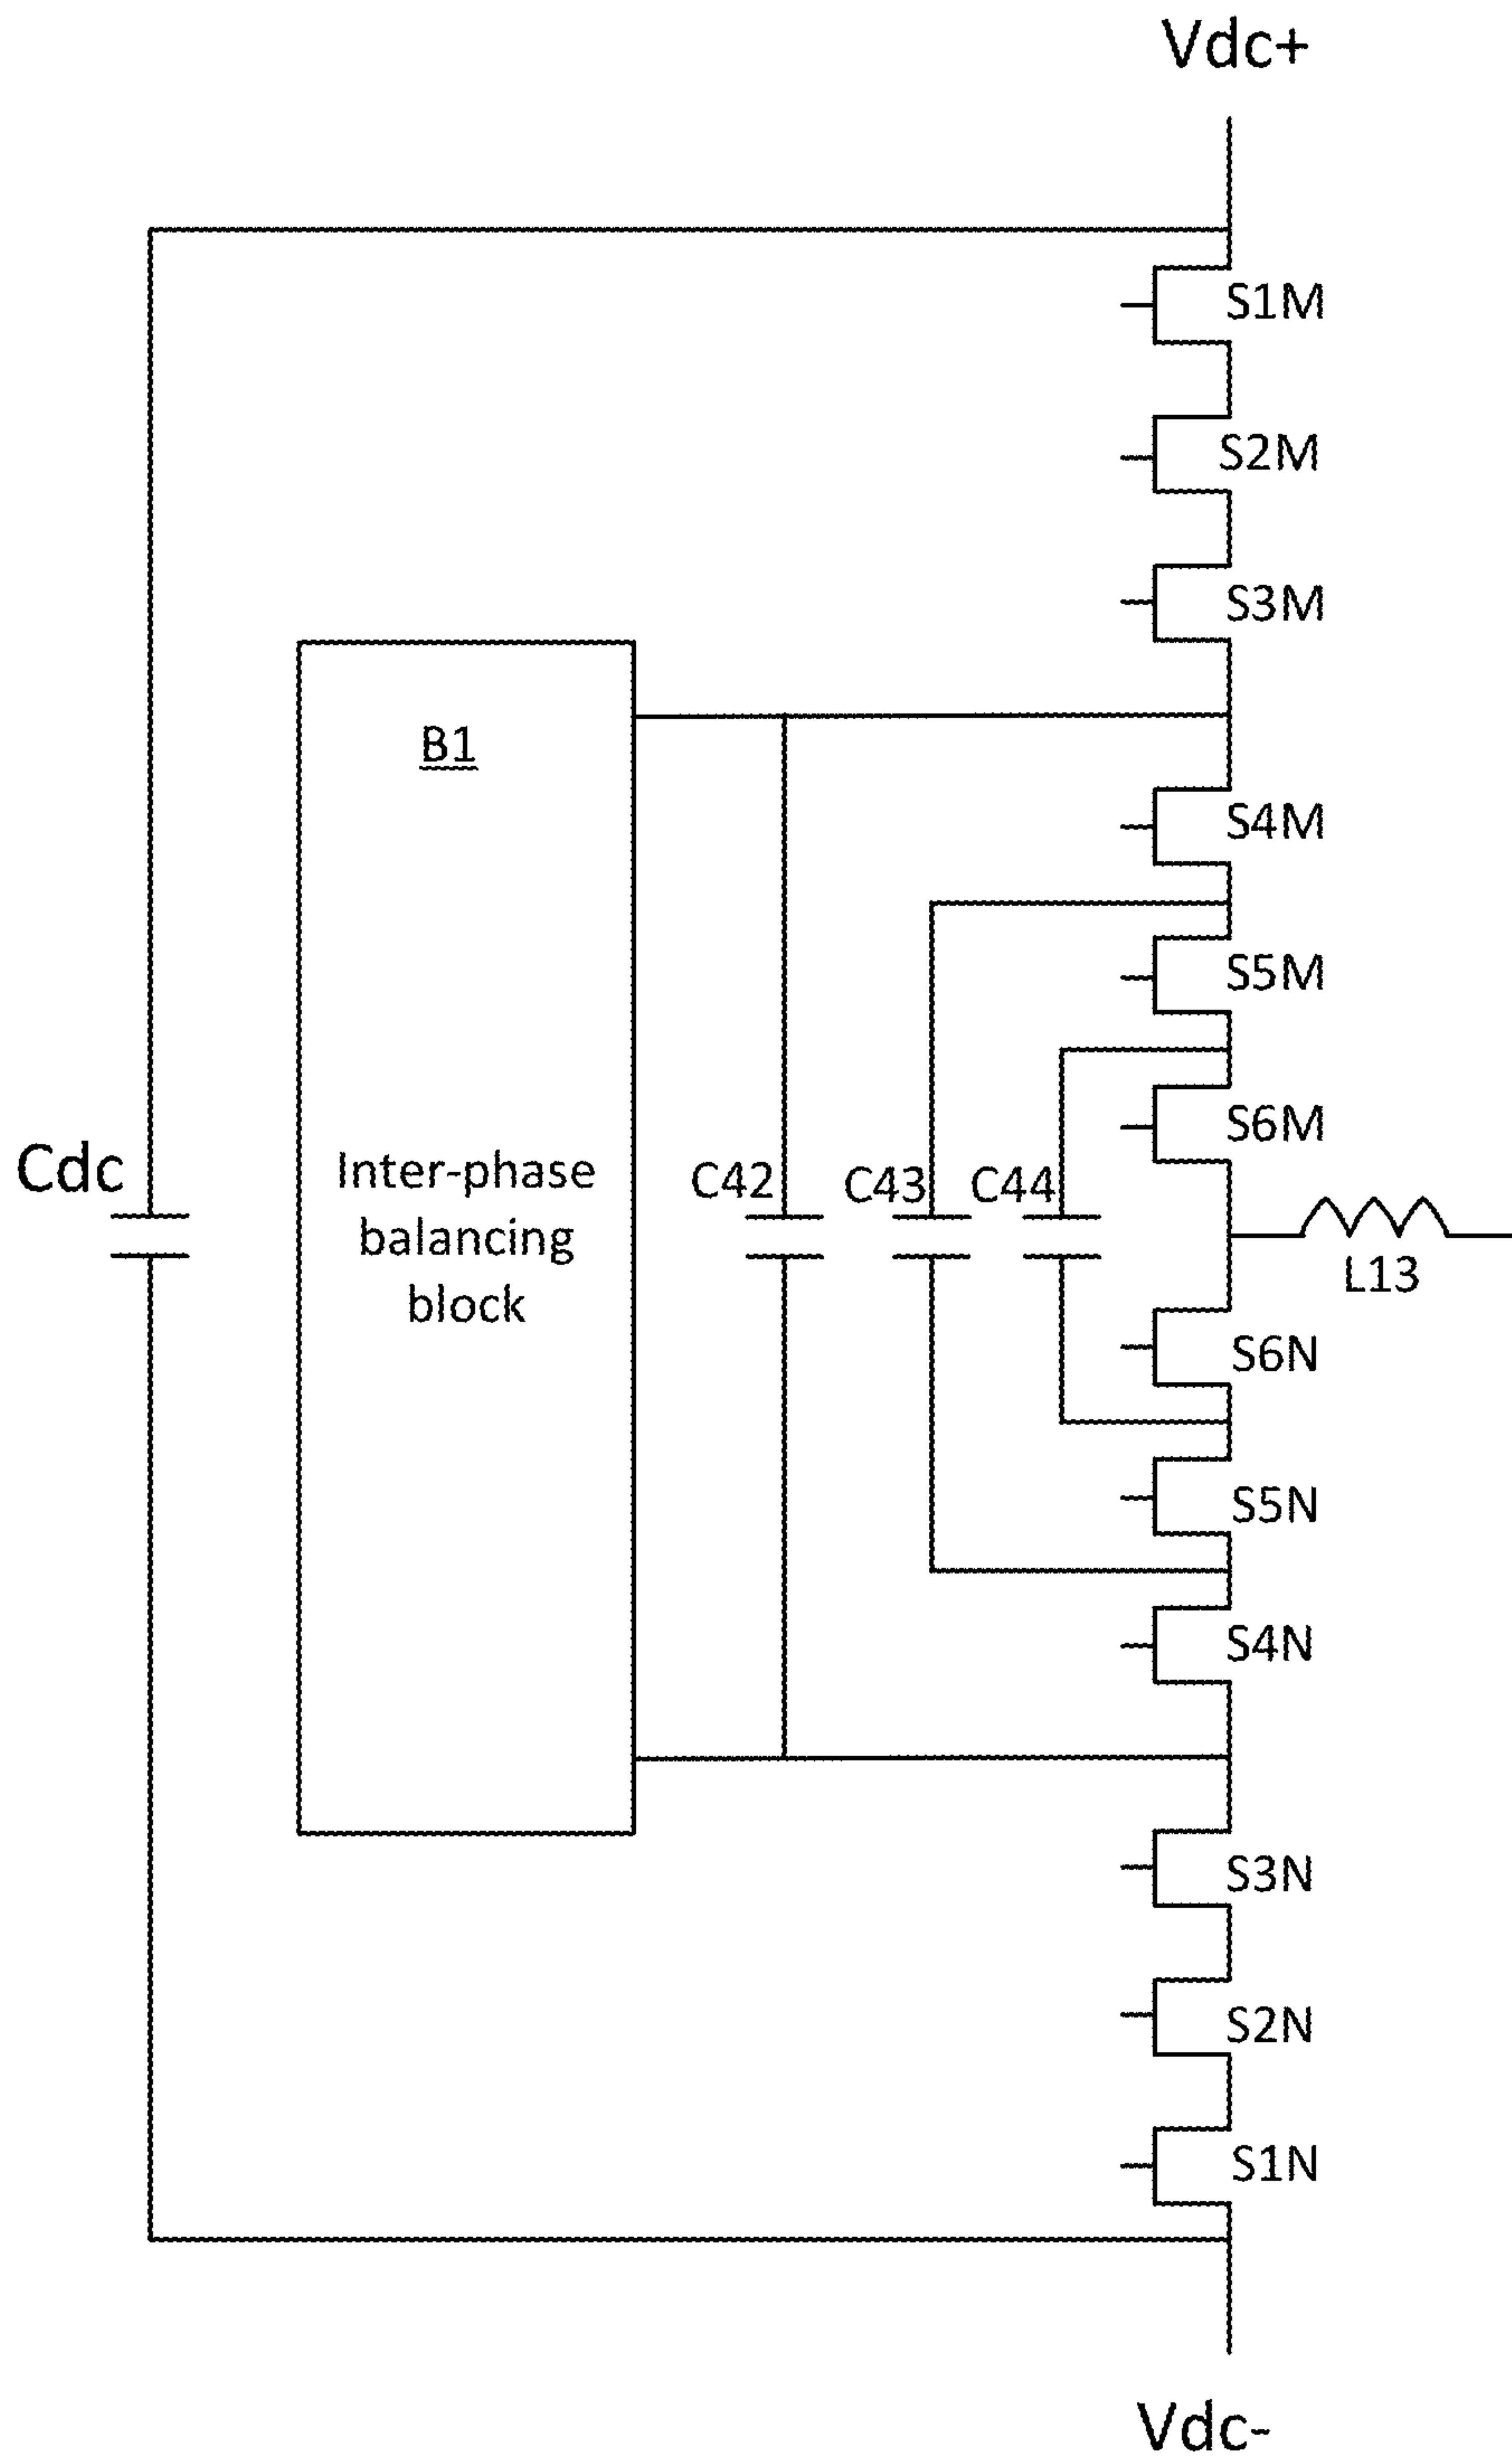 Vdc+
S1M
S2M
S3M
B1
S4M
S5M
S6M
Cdc
Inter-phase
balancing
block
C42
C43
C44
L13
S6N
S5N
S4N
S3N
S2N
S1N
Vdc-